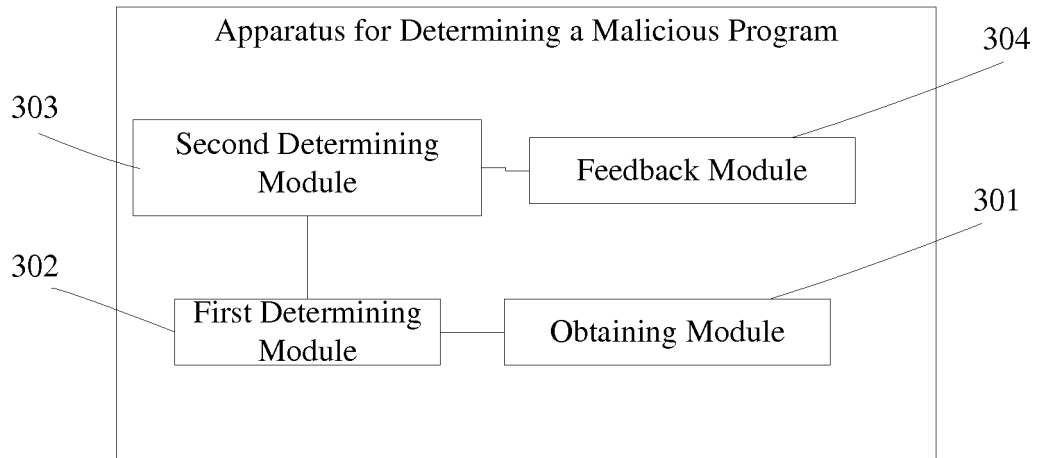 Apparatus for Determining a Malicious Program
304
303
Second Determining
Module
Feedback Module
301
302
First Determining
Module
Obtaining Module